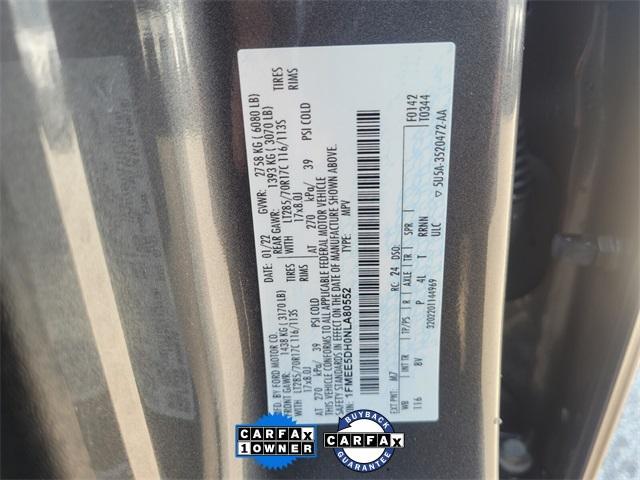 MFD. BY FORD MOTOR CO.
DATE: 01/22 GVWR: 2758 KG ( 6080 LB)
FRONT GAWR: 1438 KG ( 3170 LB) REAR GAWR: 1393 KG ( 3070 LB)
WITH LT285/70R17C 116/113S TIRES WITH LT285/70R17C 116/113S TIRES
17x8.0J RIMS 17x8.0J RIMS
AT 270 kPa/ 39 PSI COLD AT 270 kPa/ 39 PSI COLD
THIS VEHICLE CONFORMS TO ALL APPLICABLE FEDERAL MOTOR VEHICLE
SAFETY STANDARDS IN EFFECT ON THE DATE OF MANUFACTURE SHOWN ABOVE.
VIN: 1FMEE5DH0NLA80552 TYPE: MPV
F0142
T0344
EXT PNT: M7 RC: 24 DSO:
WB INT TR TP/PS R AXLE TR SPR
116 8V P 4L T RRNN
ULC
320220114469
▽ 5U5A-3520472-AA
CARFAX
1 OWNER
BUYBACK
CARFAX
GUARANTEE